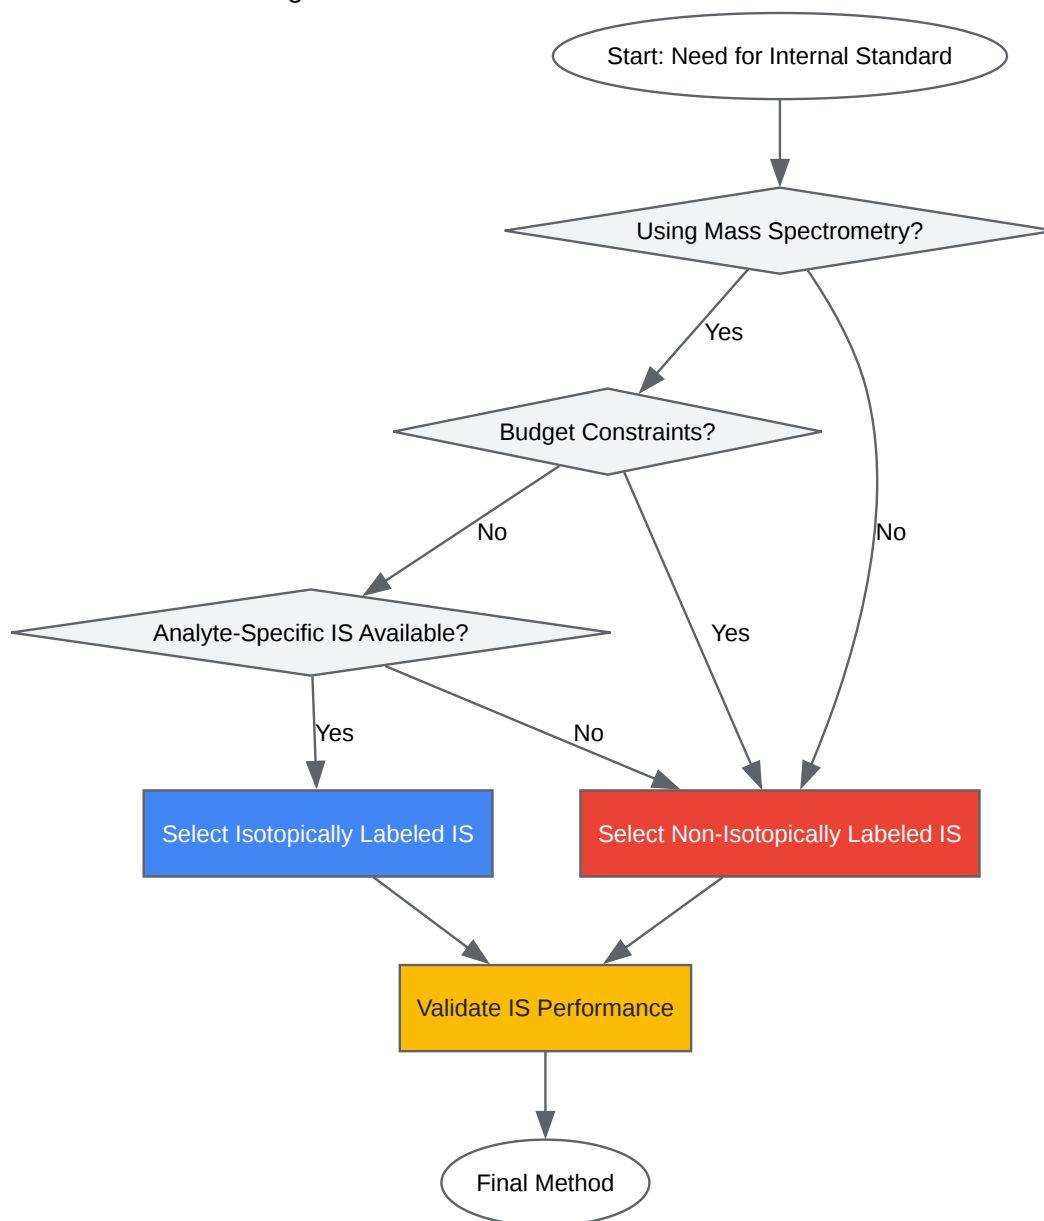 Start: Need for Internal Standard
Using Mass Spectrometry?
Yes
Budget Constraints?
No
No
Analyte-Specific IS Available?
Yes
Yes
No
Select Isotopically Labeled IS
Select Non-Isotopically Labeled IS
Validate IS Performance
Final Method